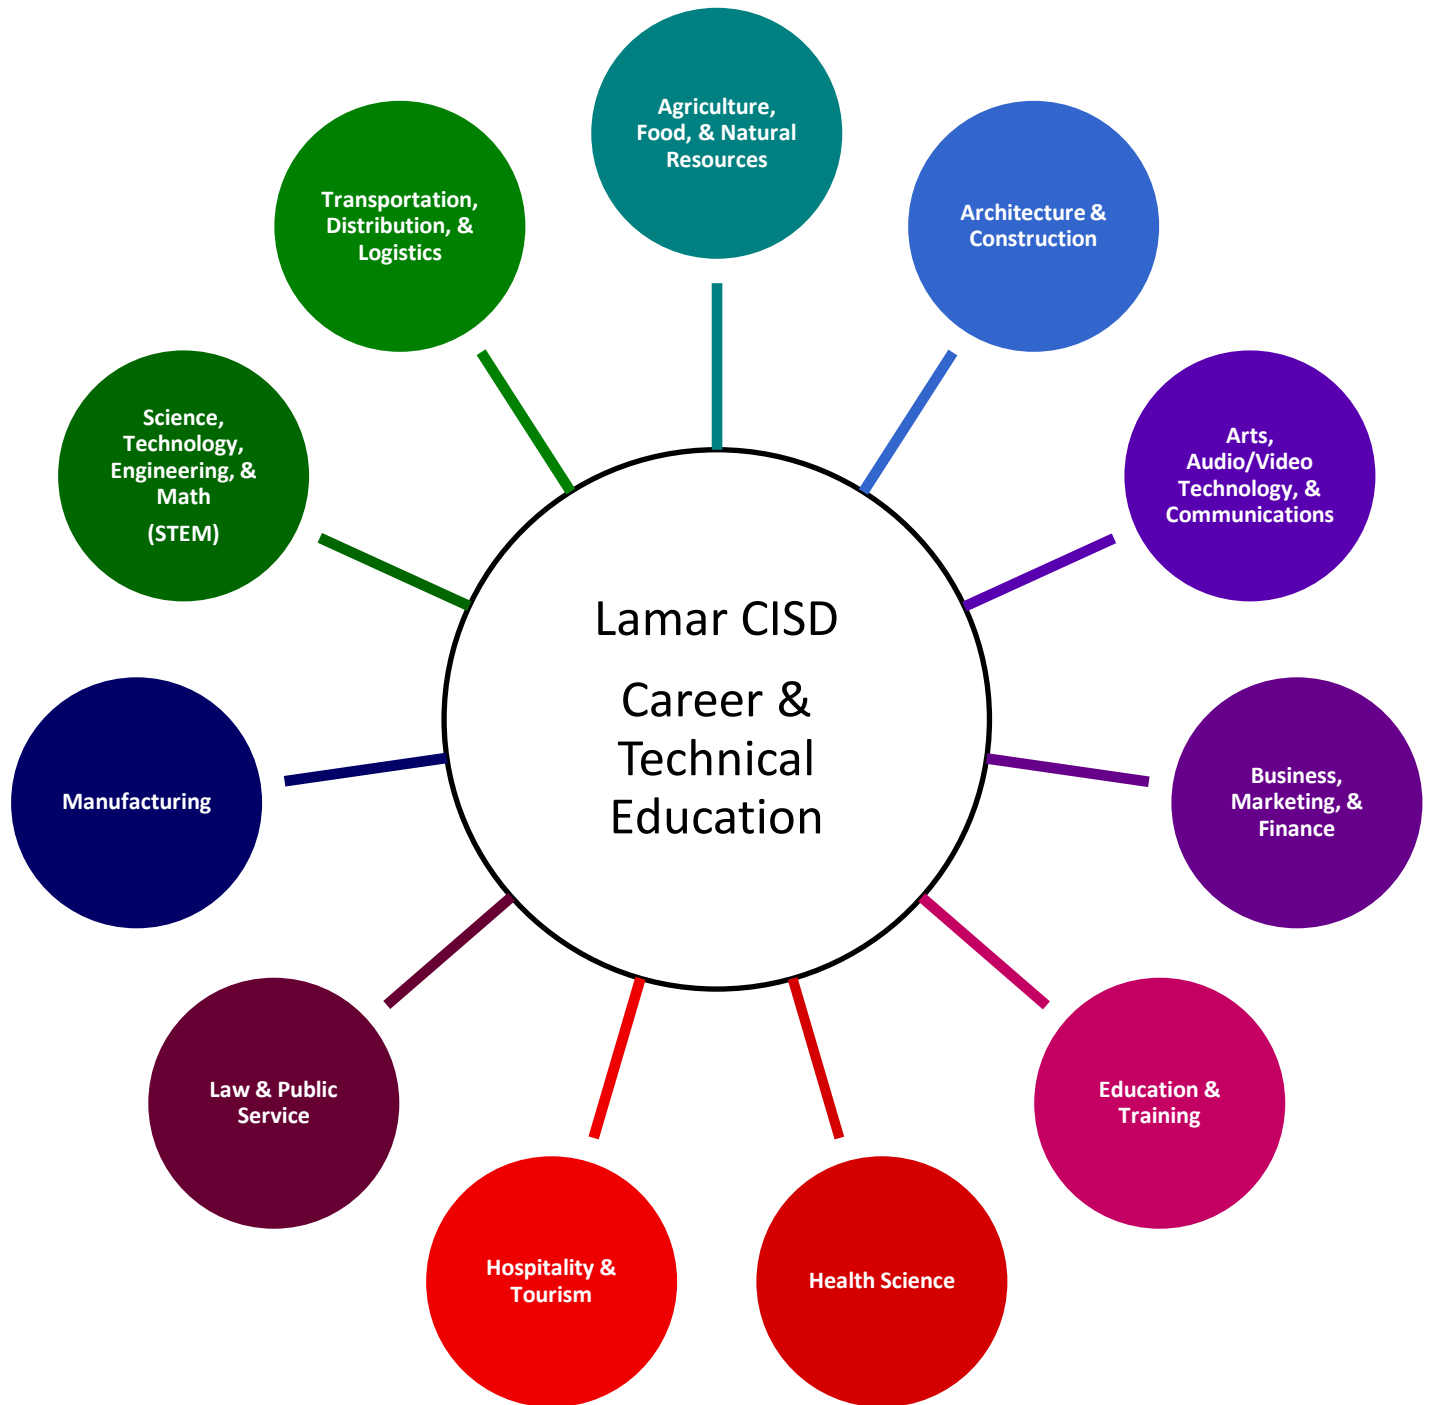 Agriculture,
Food, & Natural
Resources
Architecture &
Construction
Arts,
Audio/Video
Technology, &
Communications
Business,
Marketing, &
Finance
Education &
Training
Health Science
Hospitality &
Tourism
Law & Public
Service
Manufacturing
Science,
Technology,
Engineering, &
Math
(STEM)
Transportation,
Distribution, &
Logistics
Lamar CISD
Career &
Technical
Education